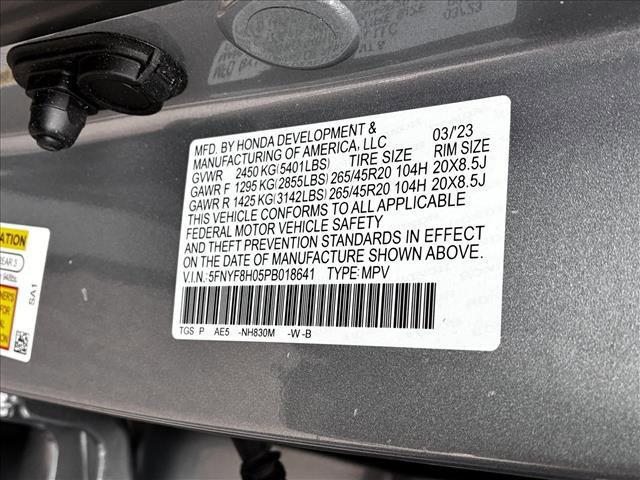 MFD. BY HONDA DEVELOPMENT & 03/'23
MANUFACTURING OF AMERICA, LLC
GVWR 2450 KG(5401LBS) TIRE SIZE RIM SIZE
GAWR F 1295 KG(2855LBS) 265/45R20 104H 20X8.5J
GAWR R 1425 KG(3142LBS) 265/45R20 104H 20X8.5J
THIS VEHICLE CONFORMS TO ALL APPLICABLE
FEDERAL MOTOR VEHICLE SAFETY
AND THEFT PREVENTION STANDARDS IN EFFECT
ON THE DATE OF MANUFACTURE SHOWN ABOVE.
V.I.N: 5FNYF8H05PB018641 TYPE: MPV
TGS P AE5 -NH830M -W -B
SA1